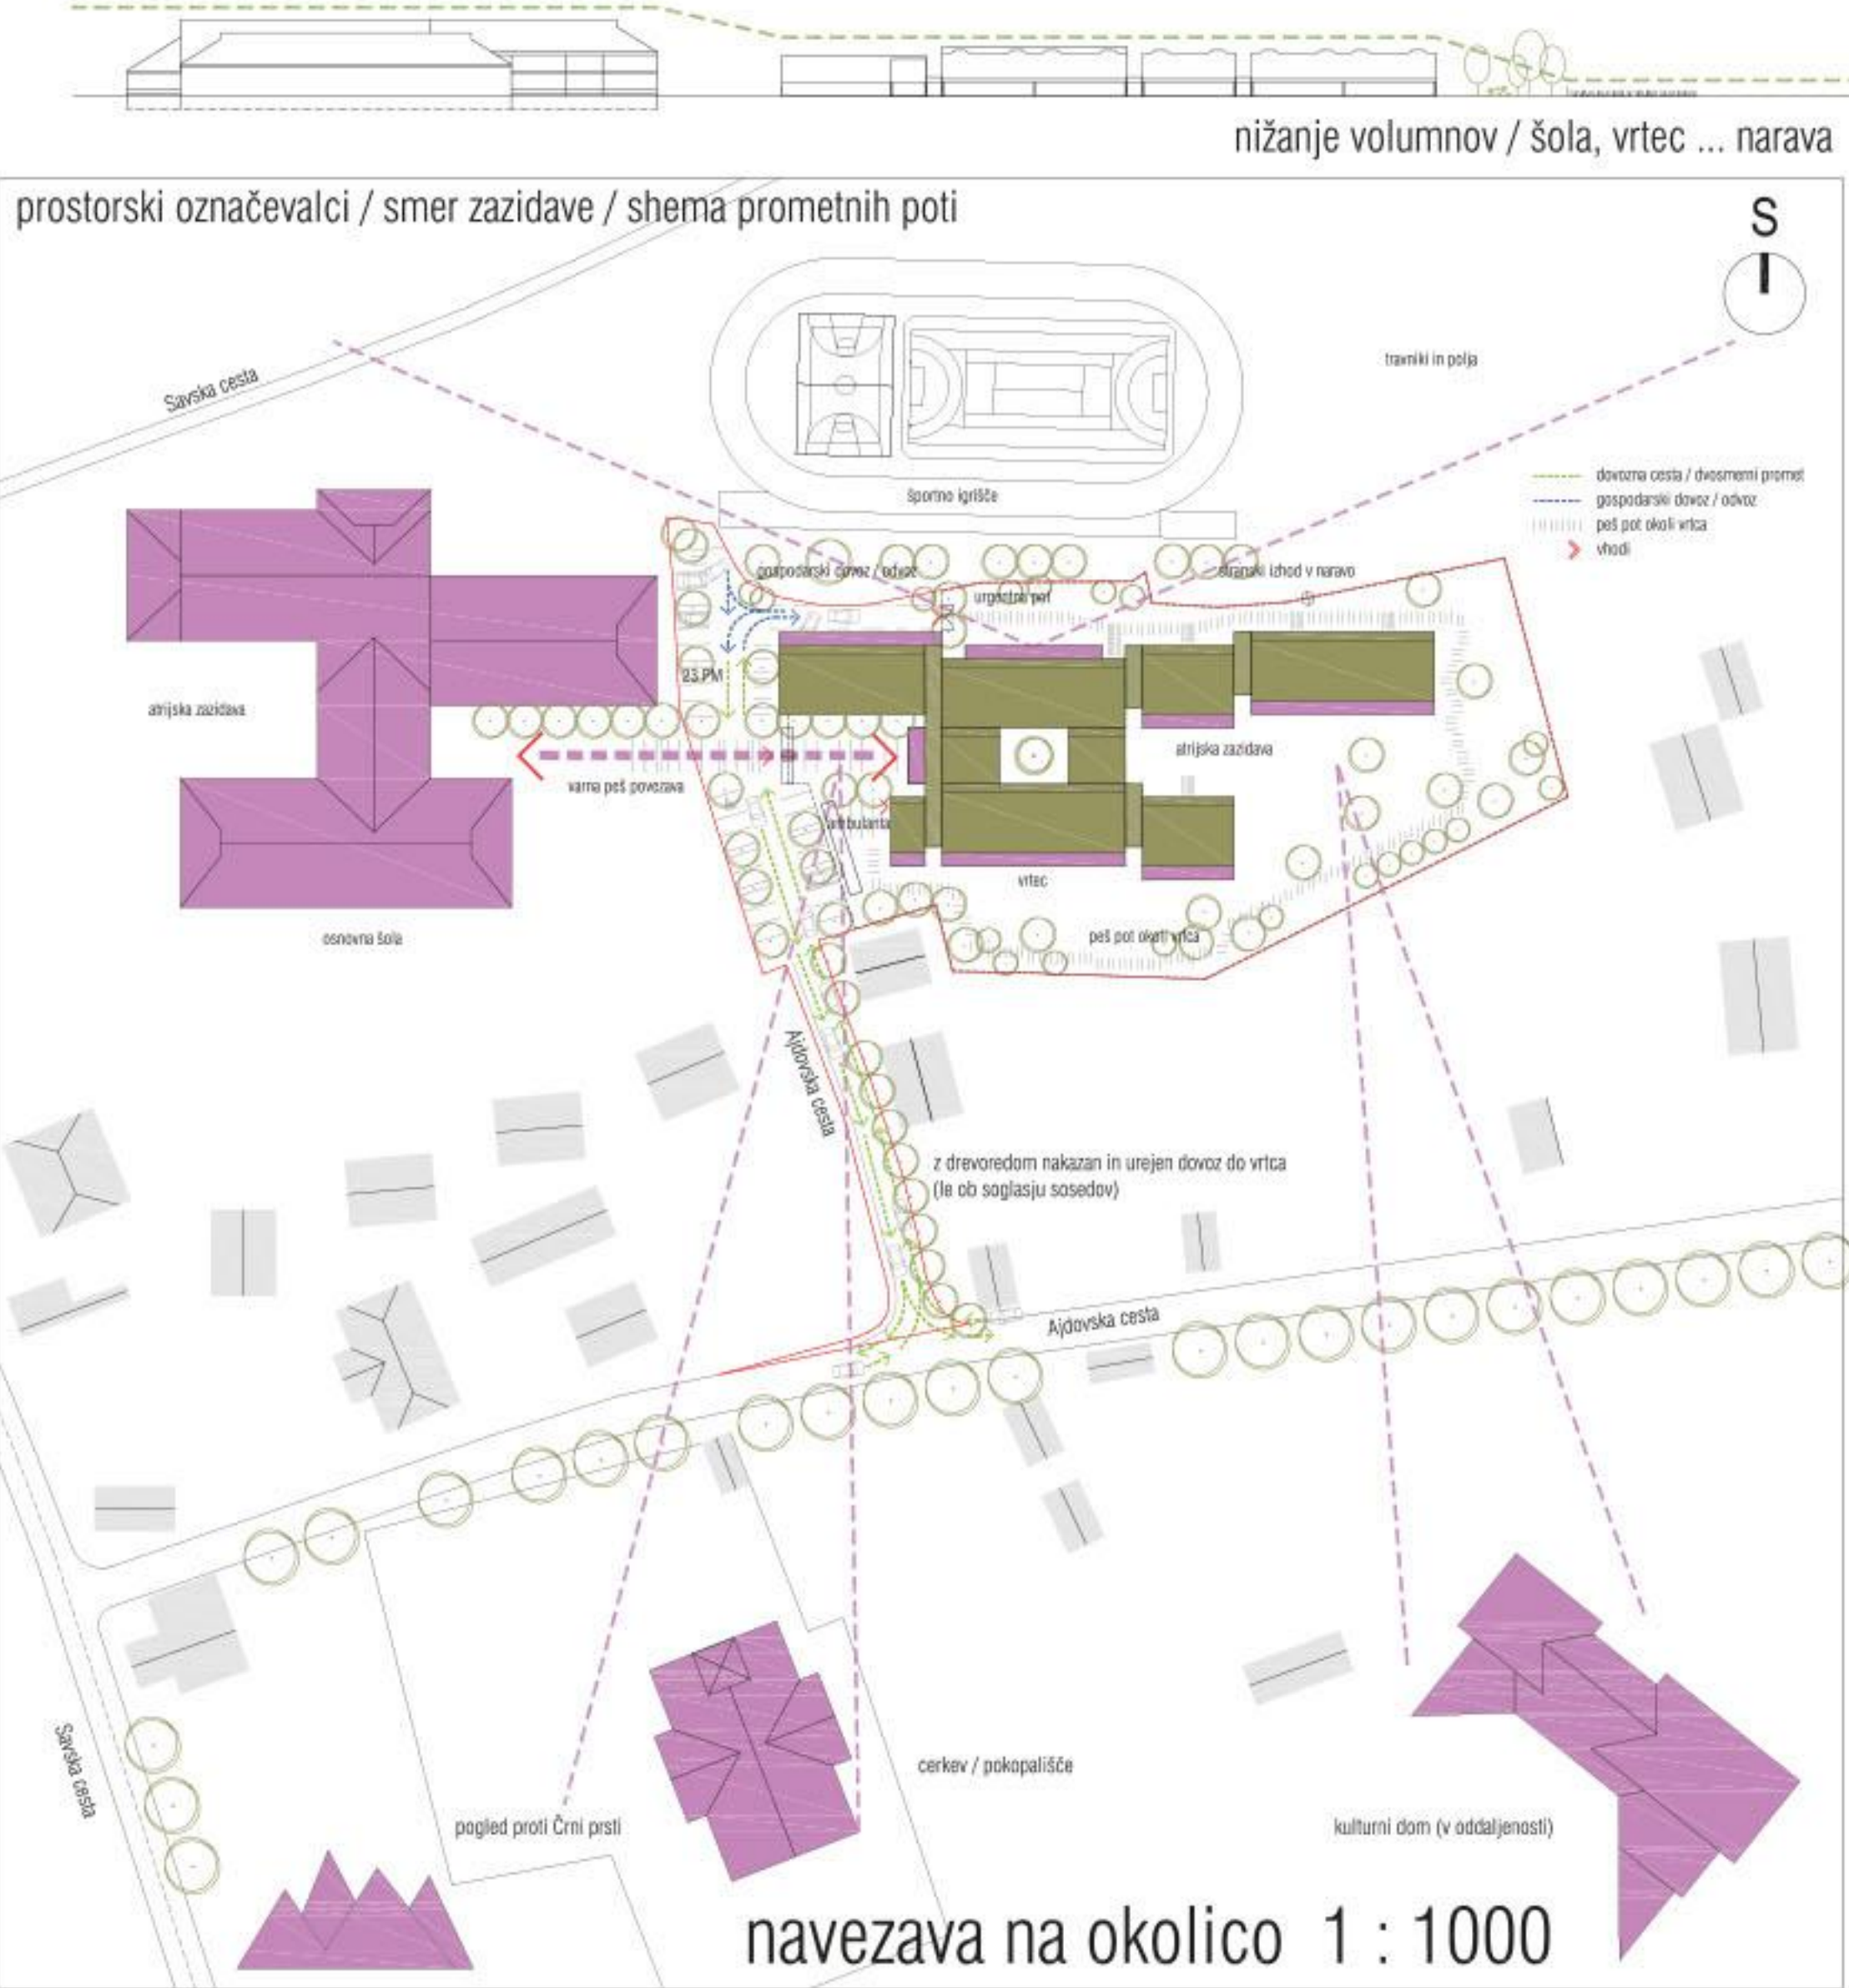 nižanje volumnov / šola, vrtec ... narava
prostorski označevalci / smer zazidave / shema prometnih poti
S
Savska cesta
travniki in polja
dovozna cesta / dvosmerni promet
gospodarski dovoz / odvoz
peš pot okoli vrtca
vhodi
športno igrišče
gospodarski dovoz / odvoz
stranski izhod v naravo
urgentna pot
23 PM
atrijska zazidava
atrijska zazidava
varna peš povezava
ambulanta
vrtec
osnovna šola
peš pot okoli vrtca
Ajdovska cesta
z drevoredom nakazan in urejen dovoz do vrtca
(le ob soglasju sosedov)
Ajdovska cesta
Savska cesta
cerkev / pokopališče
pogled proti Črni prsti
kulturni dom (v oddaljenosti)
navezava na okolico 1 : 1000